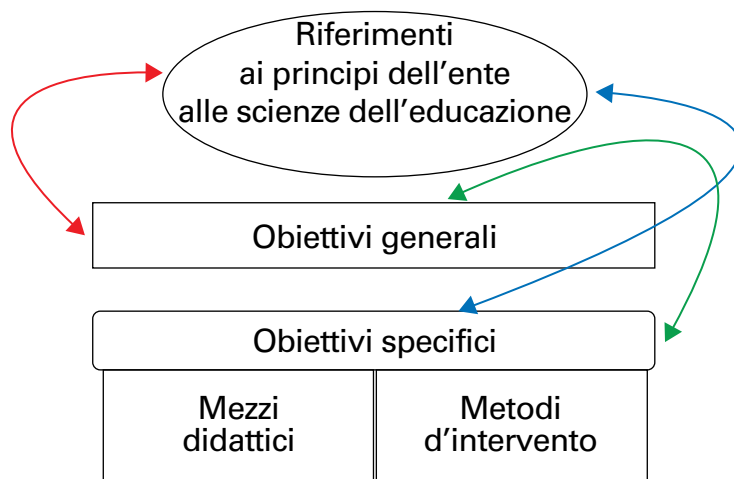 Riferimenti
ai principi dell'ente
alle scienze dell'educazione
Obiettivi generali
Obiettivi specifici
Mezzi
didattici
Metodi
d'intervento